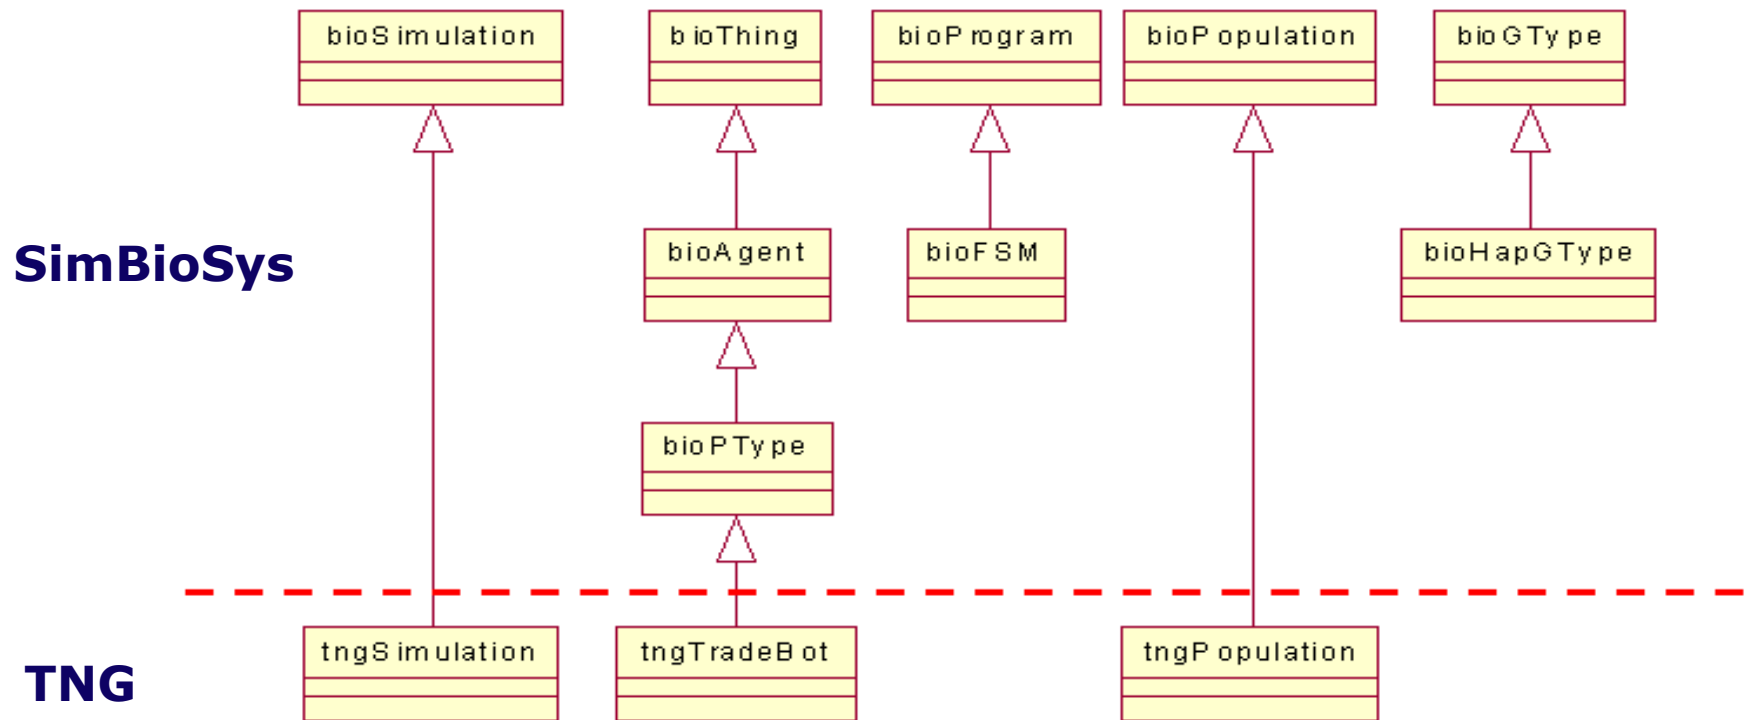 bioSimulation
bioThing
bioProgram
bioPopulation
bioGType
SimBioSys
bioAgent
bioFSM
bioHapGType
bioPType
TNG
tngSimulation
tngTradeBot
tngPopulation